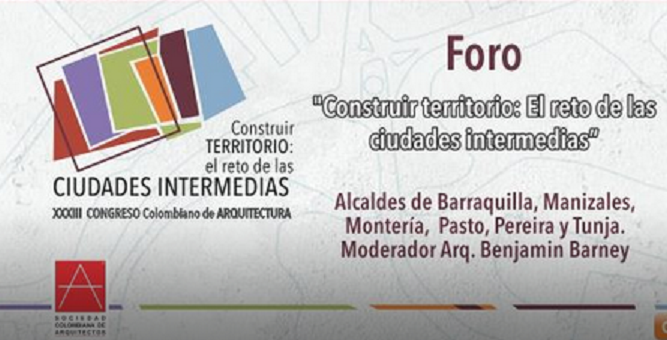 Construir
TERRITORIO:
el reto de las
CIUDADES INTERMEDIAS
XXXIII CONGRESO Colombiano de ARQUITECTURA
Foro
"Construir territorio: El reto de las
ciudades intermedias"
Alcaldes de Barraquilla, Manizales,
Montería, Pasto, Pereira y Tunja.
Moderador Arq. Benjamin Barney
SOCIEDAD
COLOMBIANA DE
ARQUITECTOS